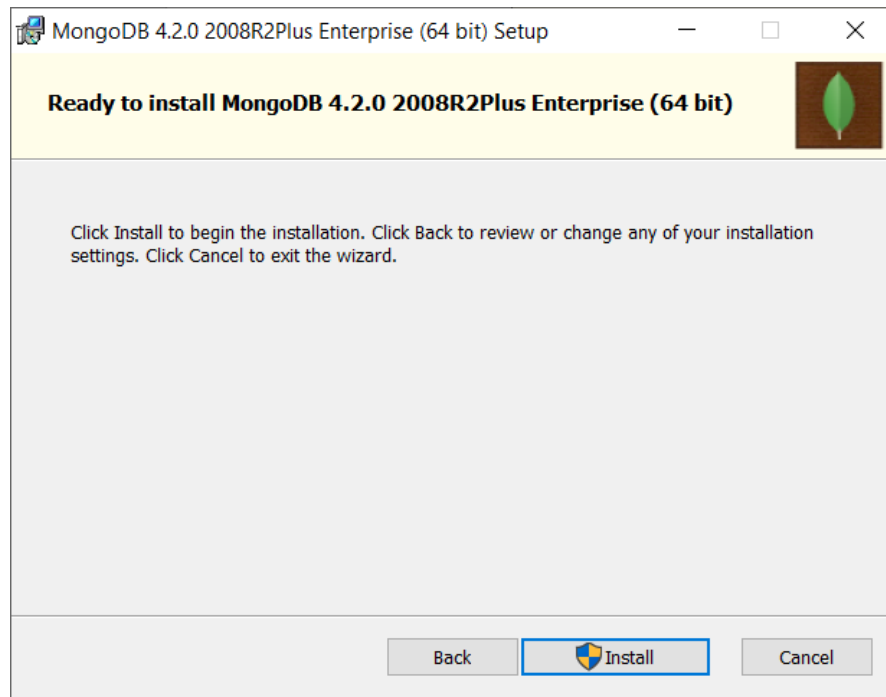 MongoDB 4.2.0 2008R2Plus Enterprise (64 bit) Setup
Ready to install MongoDB 4.2.0 2008R2Plus Enterprise (64 bit)
Click Install to begin the installation. Click Back to review or change any of your installation
settings. Click Cancel to exit the wizard.
Back
Install
Cancel